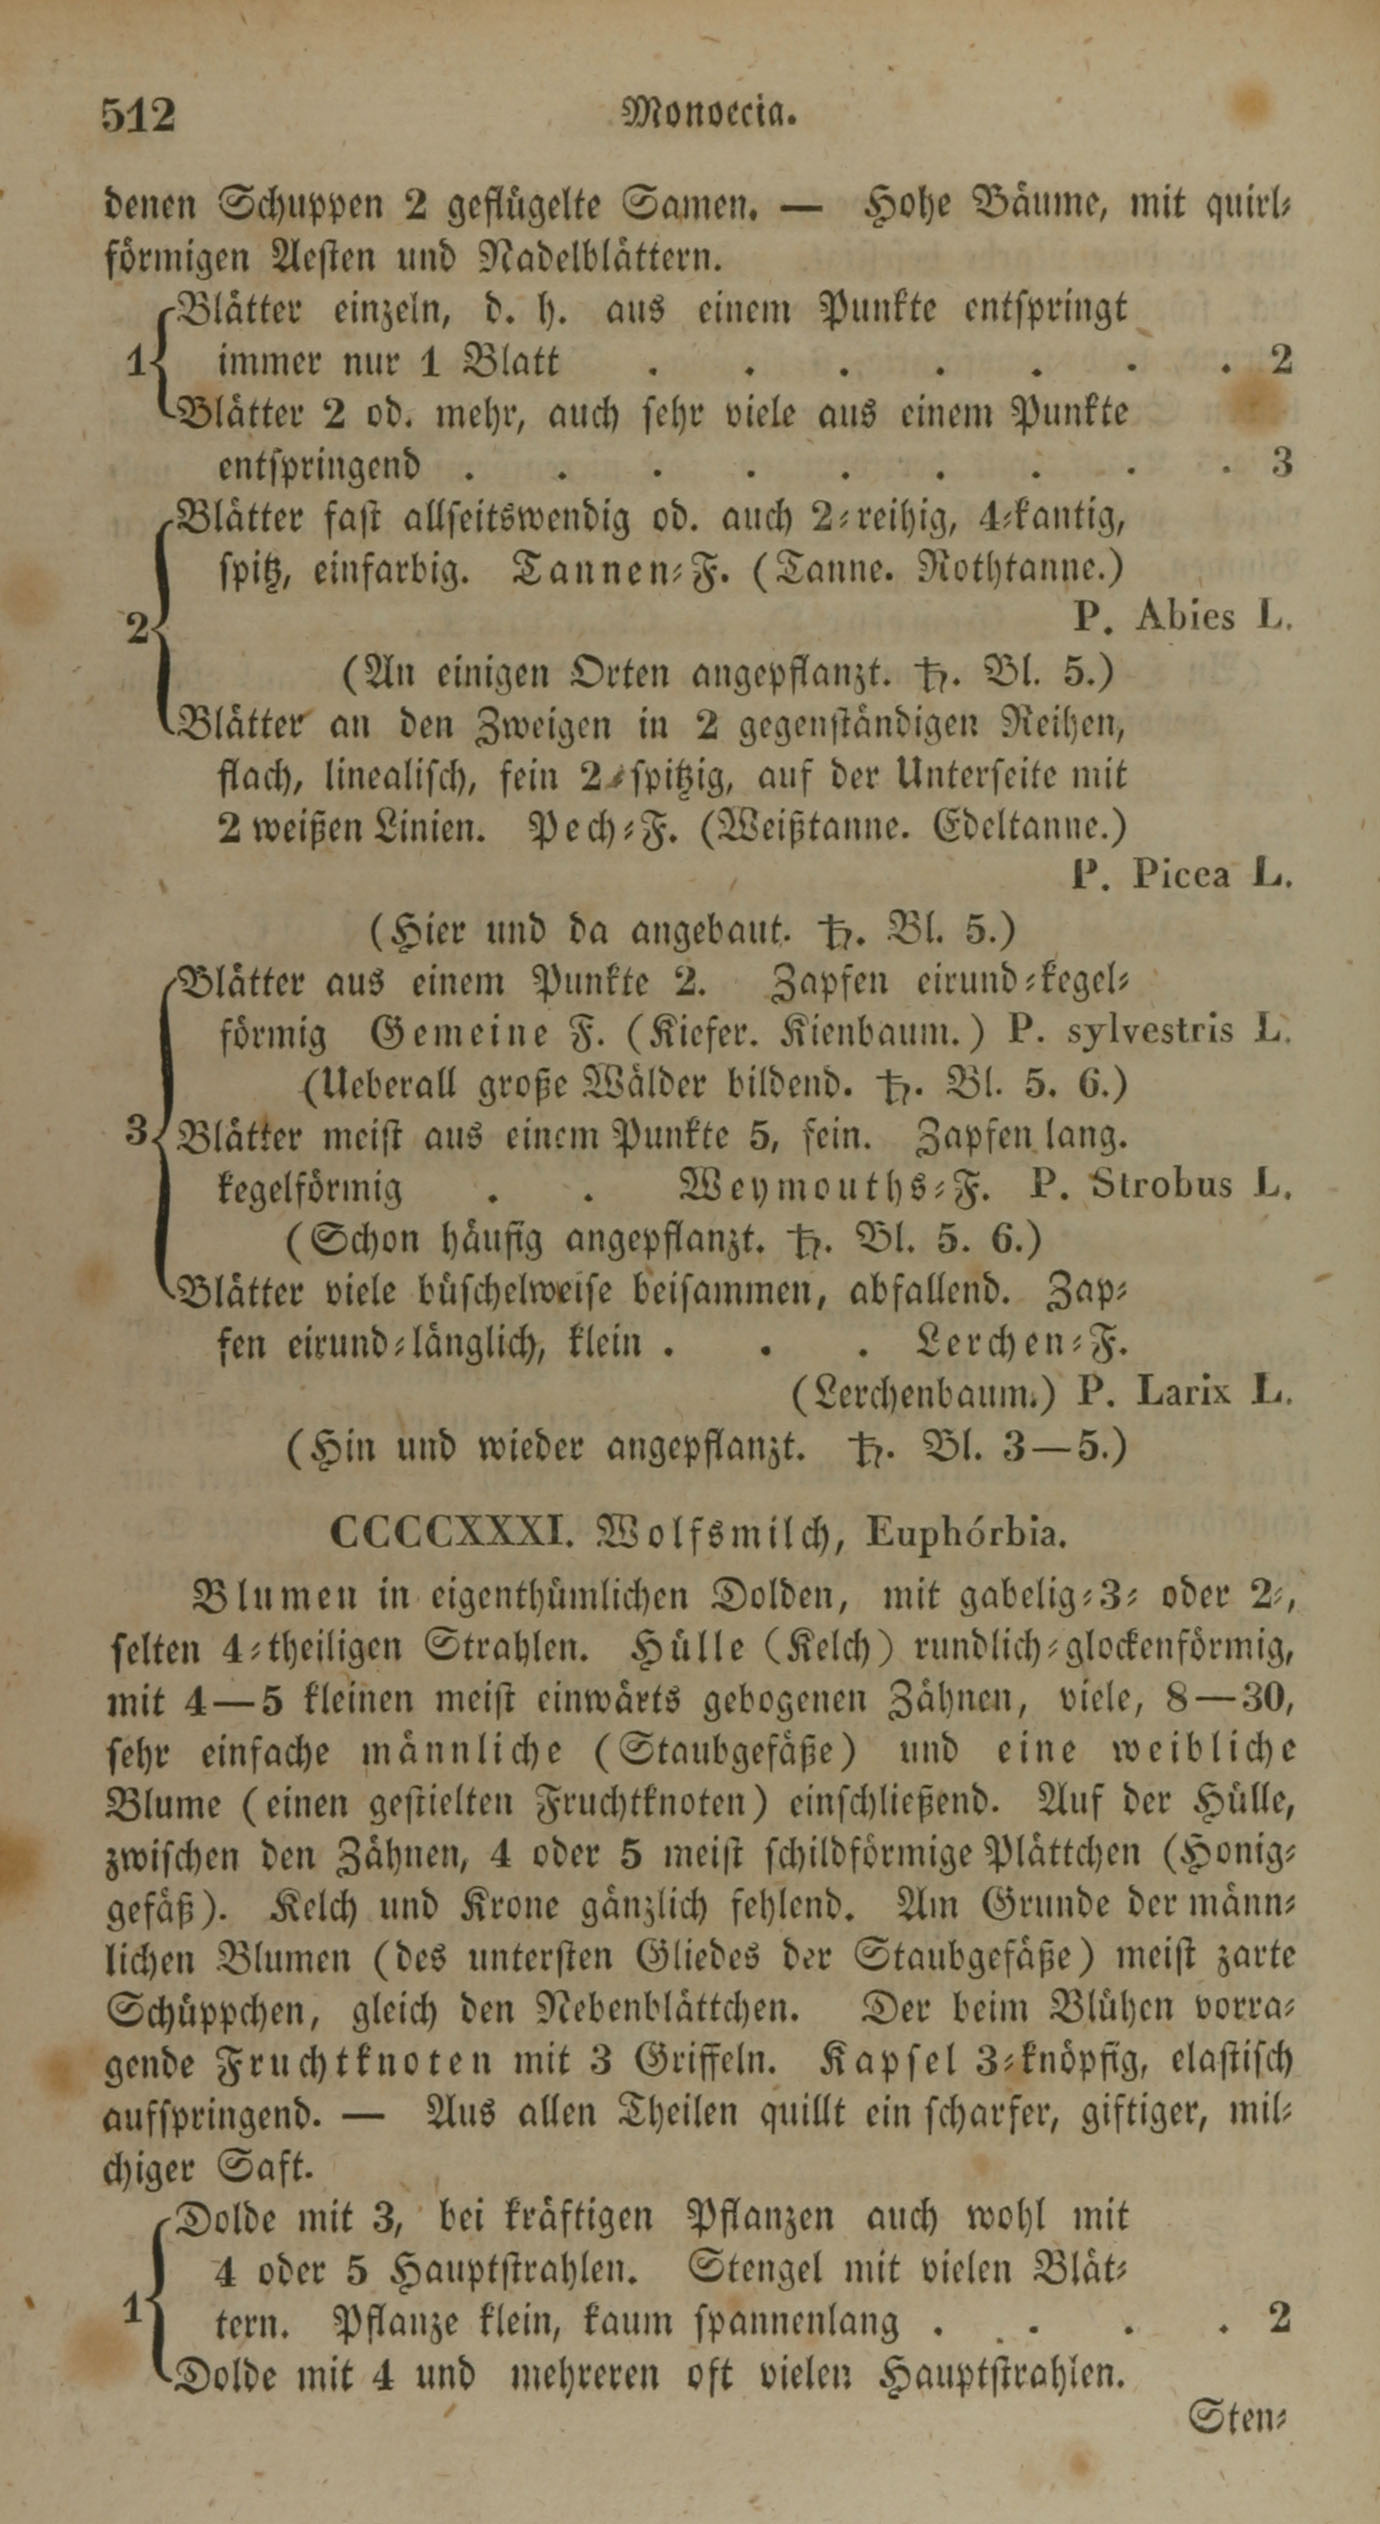 512 Monoecia.
denen Schuppen 2 geflügelte Samen. — Hohe Bäume, mit quirl-
förmigen Aesten und Nadelblättern.
Blätter einzeln, d. h. aus einem Punkte entspringt
1 immer nur 1 Blatt . . . . . . . 2
Blätter 2 od. mehr, auch sehr viele aus einem Punkte
entspringend . . . . . . . . . 3
Blätter fast allseitswendig od. auch 2-reihig, 4-kantig,
spitz, einfarbig. Tannen-F. (Tanne. Rothtanne.)
2 P. Abies L.
(An einigen Orten angepflanzt. ♄. Bl. 5.)
Blätter an den Zweigen in 2 gegenständigen Reihen,
flach, linealisch, fein 2-spitzig, auf der Unterseite mit
2 weißen Linien. Pech-F. (Weißtanne. Edeltanne.)
P. Picea L.
(Hier und da angebaut. ♄. Bl. 5.)
Blätter aus einem Punkte 2. Zapfen eirund-kegel-
förmig Gemeine F. (Kiefer. Kienbaum.) P. sylvestris L.
(Ueberall große Wälder bildend. ♄. Bl. 5. 6.)
3 Blätter meist aus einem Punkte 5, fein. Zapfen lang.
kegelförmig . . Weymouths-F. P. Strobus L.
(Schon häufig angepflanzt. ♄. Bl. 5. 6.)
Blätter viele büschelweise beisammen, abfallend. Zap-
fen eirund-länglich, klein . . . Lerchen-F.
(Lerchenbaum.) P. Larix L.
(Hin und wieder angepflanzt. ♄. Bl. 3—5.)
CCCCXXXI. Wolfsmilch, Euphórbia.
Blumen in eigenthümlichen Dolden, mit gabelig-3- oder 2-,
selten 4-theiligen Strahlen. Hülle (Kelch) rundlich-glockenförmig,
mit 4—5 kleinen meist einwärts gebogenen Zähnen, viele, 8—30,
sehr einfache männliche (Staubgefäße) und eine weibliche
Blume (einen gestielten Fruchtknoten) einschließend. Auf der Hülle,
zwischen den Zähnen, 4 oder 5 meist schildförmige Plättchen (Honig-
gefäß). Kelch und Krone gänzlich fehlend. Am Grunde der männ-
lichen Blumen (des untersten Gliedes der Staubgefäße) meist zarte
Schüppchen, gleich den Nebenblättchen. Der beim Blühen vorra-
gende Fruchtknoten mit 3 Griffeln. Kapsel 3-knöpfig, elastisch
aufspringend. — Aus allen Theilen quillt ein scharfer, giftiger, mil-
chiger Saft.
Dolde mit 3, bei kräftigen Pflanzen auch wohl mit
4 oder 5 Hauptstrahlen. Stengel mit vielen Blät-
1 tern. Pflanze klein, kaum spannenlang . . . . 2
Dolde mit 4 und mehreren oft vielen Hauptstrahlen.
Sten-